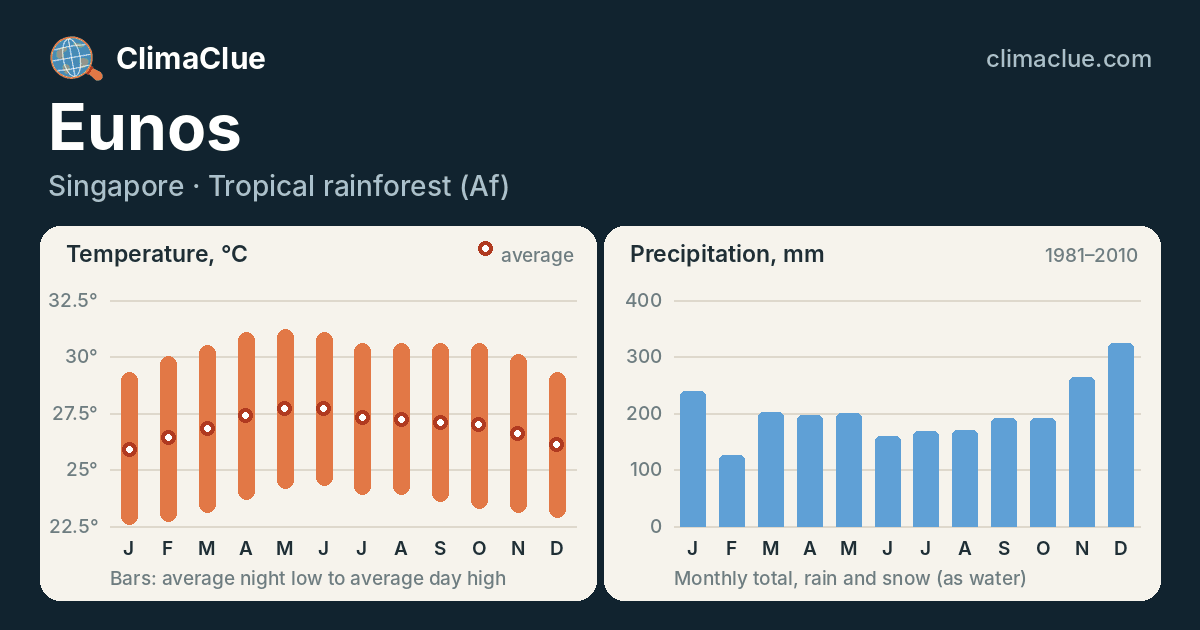 ClimaClue
climaclue.com
Eunos
Singapore · Tropical rainforest (Af)
Temperature, °C
average
32.5°
30°
27.5°
25°
22.5°
J F M A M J J A S O N D
Bars: average night low to average day high
Precipitation, mm
1981–2010
400
300
200
100
0
J F M A M J J A S O N D
Monthly total, rain and snow (as water)